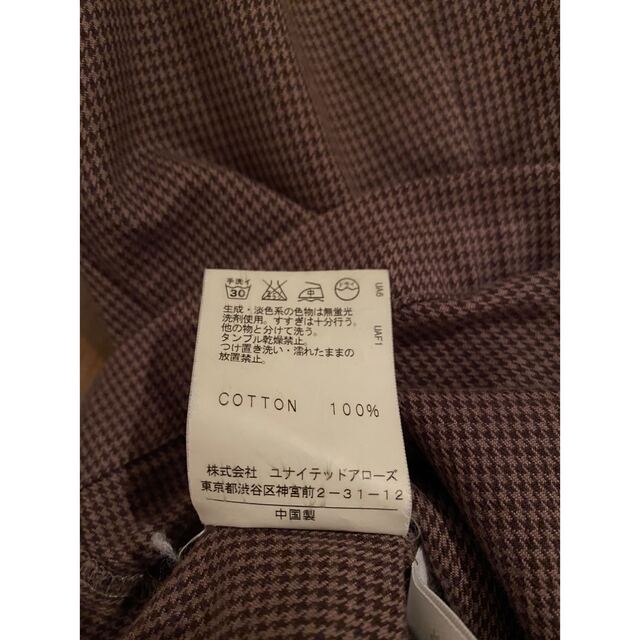 手洗イ
30
中
ドライ
UA6
UAF1
生成・淡色系の色物は無蛍光
洗剤使用。すすぎは十分行う。
他の物と分けて洗う。
タンブル乾燥禁止。
つけ置き洗い・濡れたままの
放置禁止。
COTTON 100%
株式会社 ユナイテッドアローズ
東京都渋谷区神宮前2-31-12
中国製